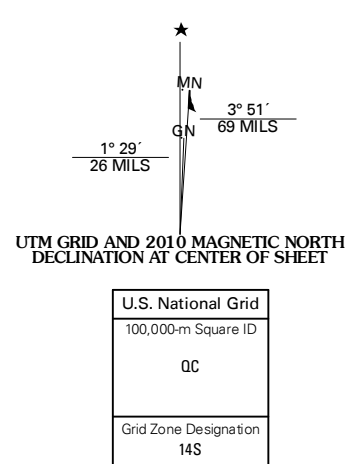 ★
MN
3° 51´
69 MILS
GN
1° 29´
26 MILS
UTM GRID AND 2010 MAGNETIC NORTH
DECLINATION AT CENTER OF SHEET
U.S. National Grid
100,000-m Square ID
QC
Grid Zone Designation
14S